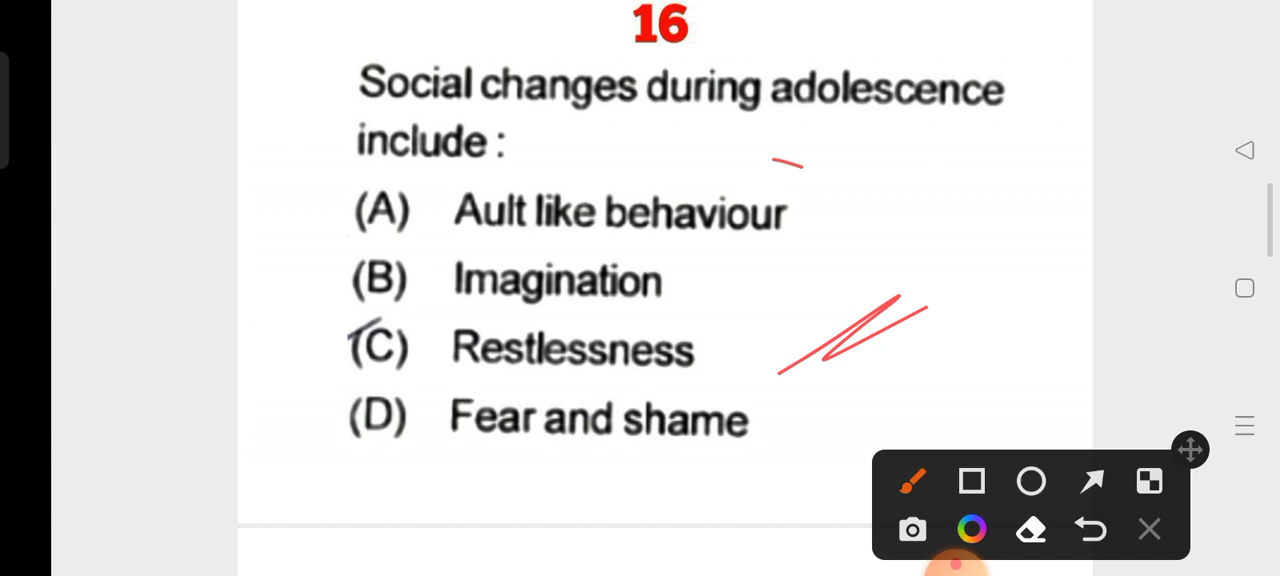 16
Social changes during adolescence
include :
(A) Ault like behaviour
(B) Imagination
(C) Restlessness
(D) Fear and shame